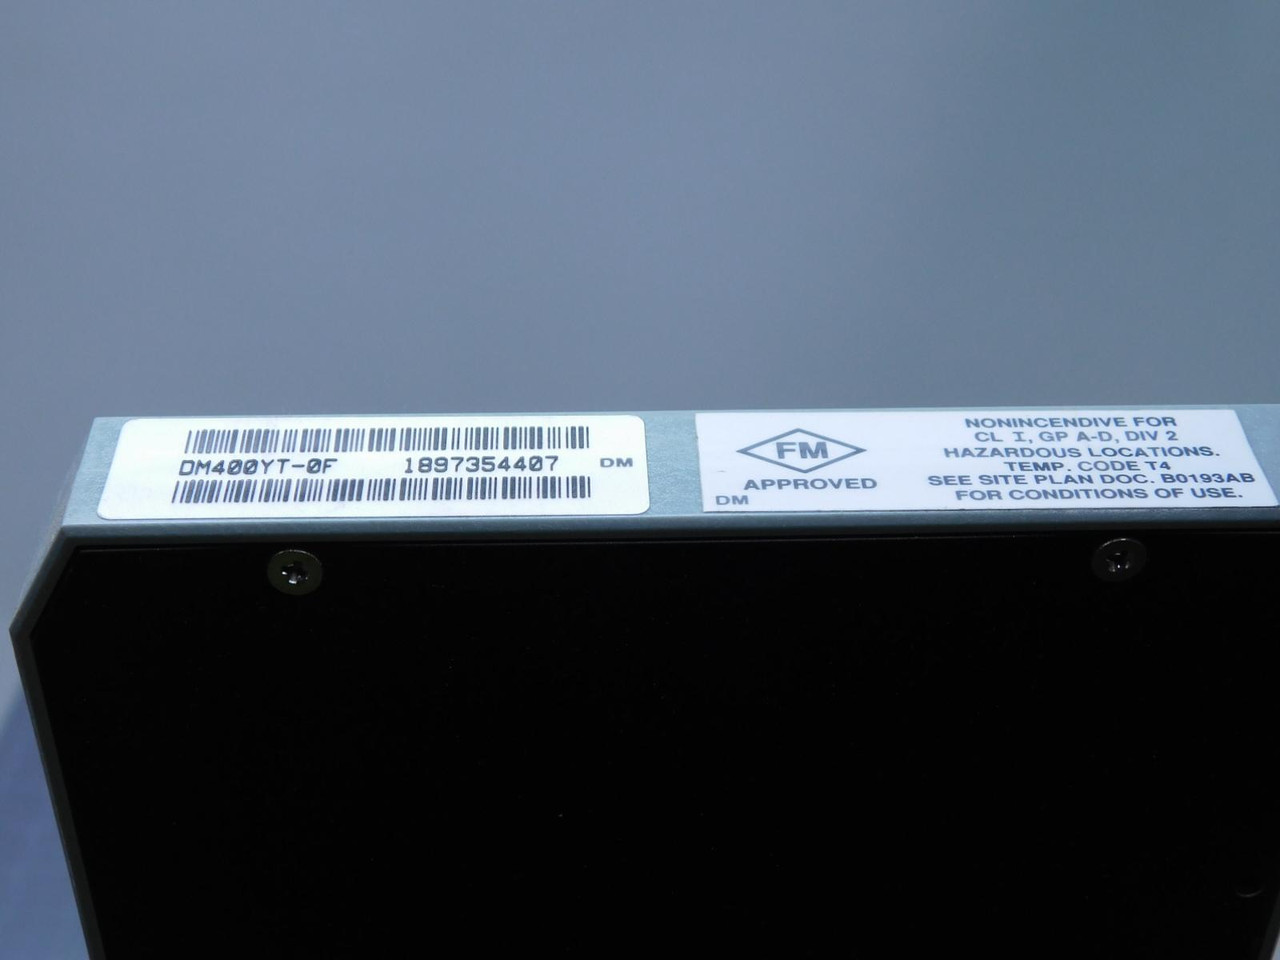 DM400YT-0F 1897354407 DM
FM
APPROVED
DM
NONINCENDIVE FOR
CL I, GP A-D, DIV 2
HAZARDOUS LOCATIONS.
TEMP. CODE T4
SEE SITE PLAN DOC. B0193AB
FOR CONDITIONS OF USE.